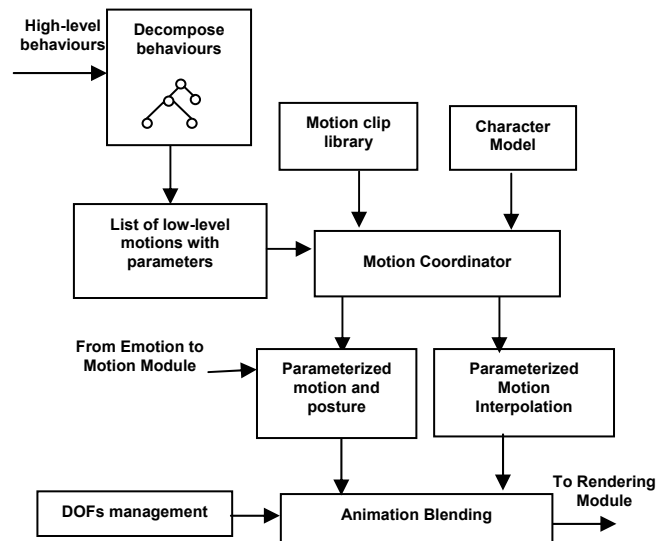 High-level
behaviours
Decompose
behaviours
Motion clip
library
Character
Model
List of low-level
motions with
parameters
Motion Coordinator
From Emotion to
Motion Module
Parameterized
motion and
posture
Parameterized
Motion
Interpolation
To Rendering
Module
DOFs management
Animation Blending